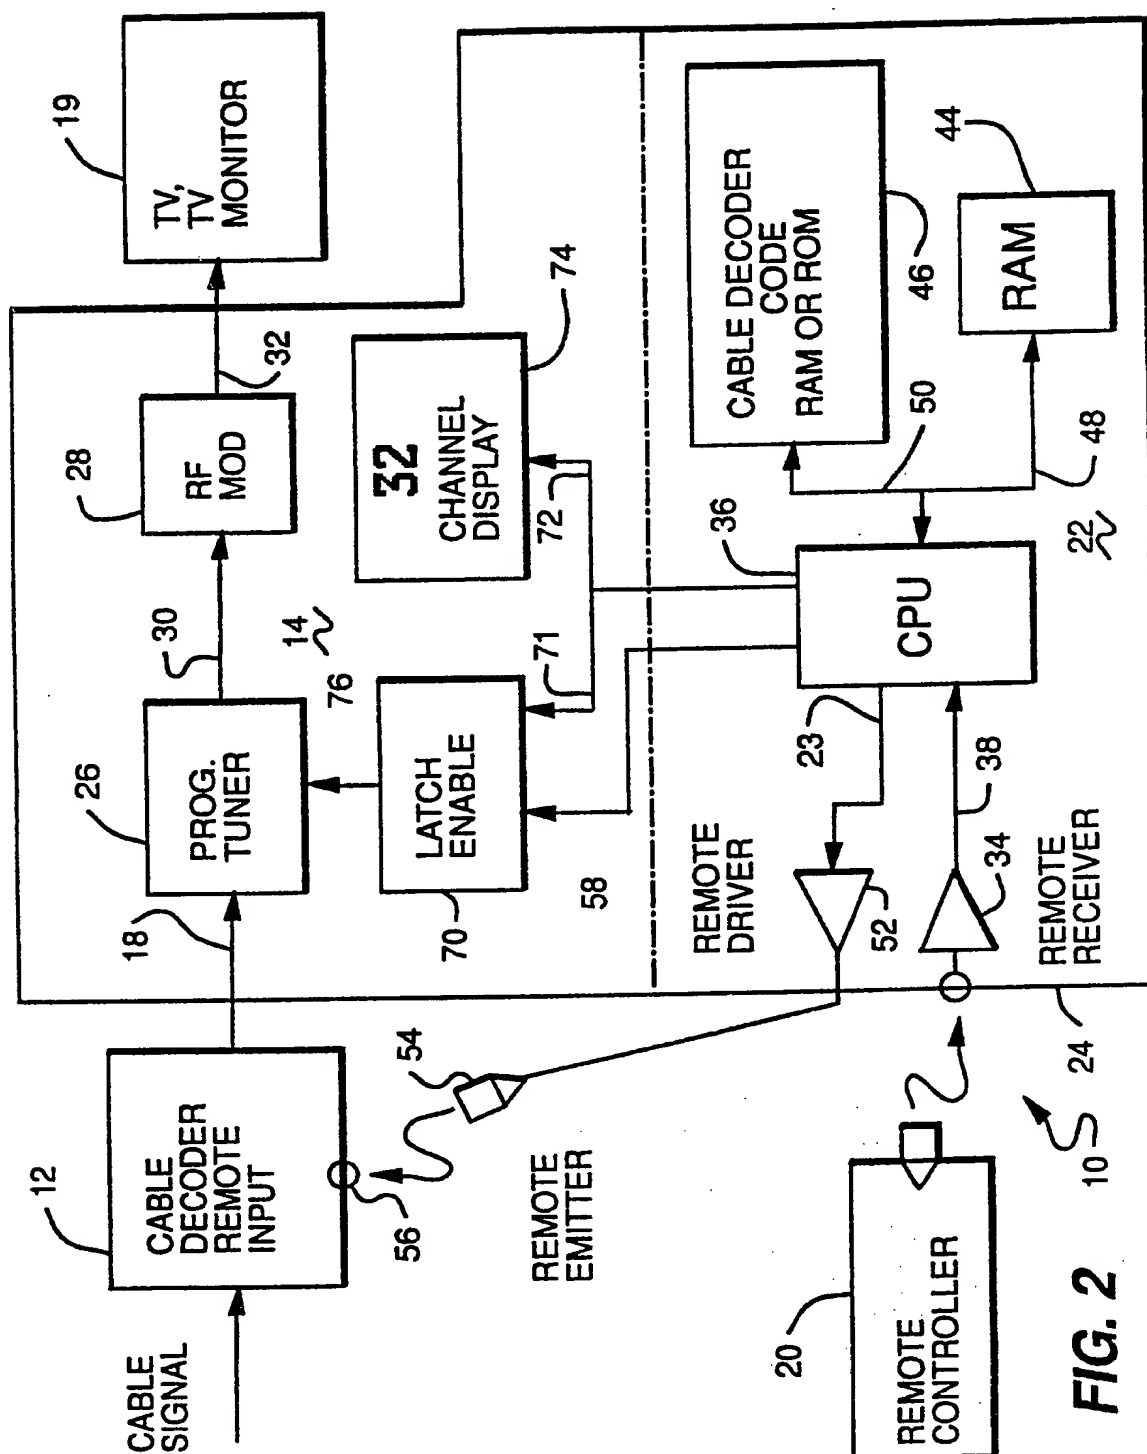 CABLE
SIGNAL
12
CABLE
DECODER
REMOTE
INPUT
56
54
REMOTE
EMITTER
18
26
PROG.
TUNER
30
28
RF
MOD
32
19
TV,
TV
MONITOR
14
76
70
LATCH
ENABLE
71
72
32
CHANNEL
DISPLAY
74
58
REMOTE
DRIVER
52
23
36
CPU
38
34
REMOTE
RECEIVER
50
CABLE DECODER
CODE
RAM OR ROM
46
44
RAM
48
22
24
10
20
REMOTE
CONTROLLER
FIG. 2